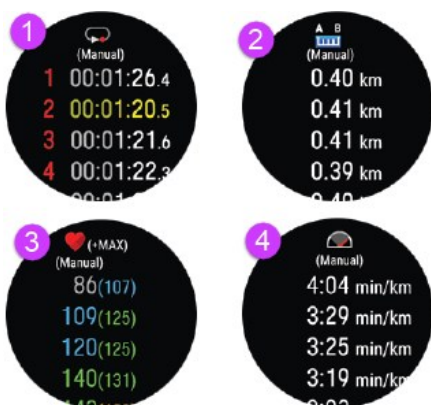 1
(Manual)
1 00:01:26.4
2 00:01:20.5
3 00:01:21.6
4 00:01:22.3
2
A B
(Manual)
0.40 km
0.41 km
0.41 km
0.39 km
3
(+MAX)
(Manual)
86(107)
109(125)
120(125)
140(131)
4
(Manual)
4:04 min/km
3:29 min/km
3:25 min/km
3:19 min/km